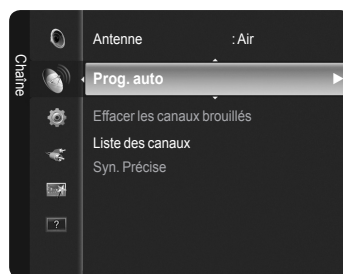 Chaîne
Antenne : Air
Prog. auto
Effacer les canaux brouillés
Liste des canaux
Syn. Précise
?